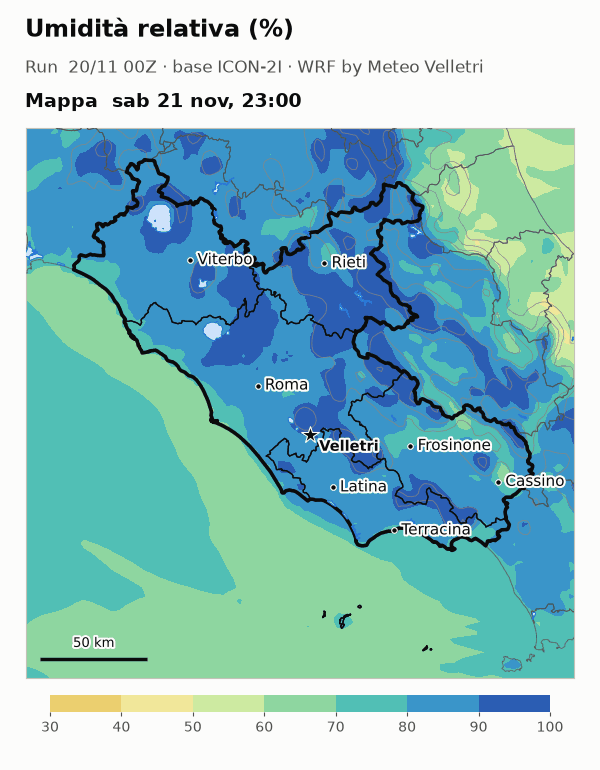 Umidità relativa (%)
Run  20/11 00Z · base ICON-2I · WRF by Meteo Velletri
Mappa  sab 21 nov, 23:00
Viterbo
Rieti
Roma
Velletri
Frosinone
Cassino
Latina
Terracina
50 km
30 40 50 60 70 80 90 100